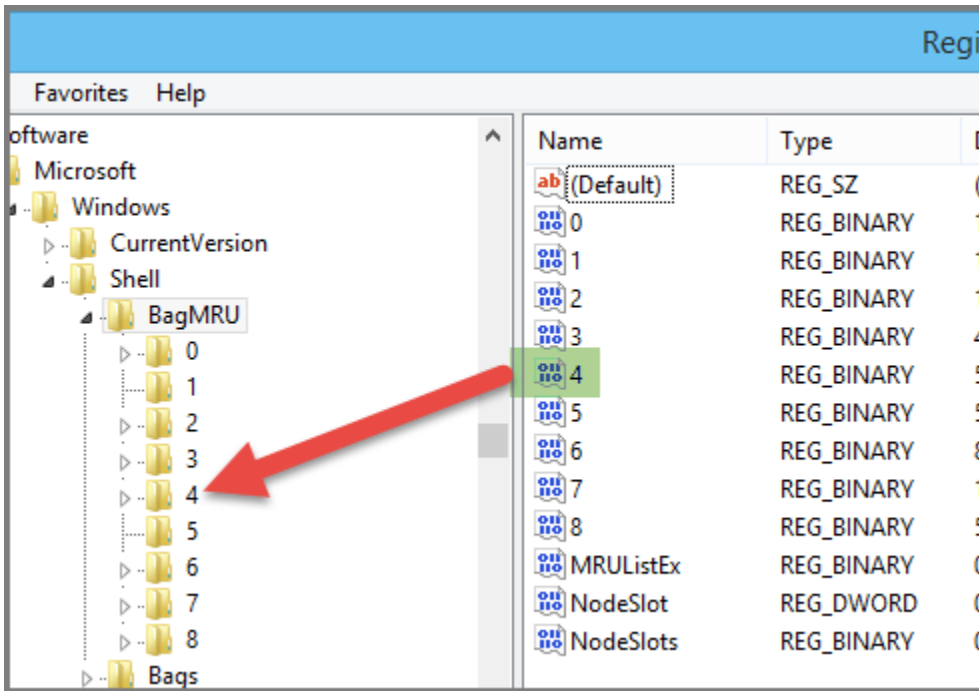 Regi
Favorites Help
oftware
Microsoft
Windows
CurrentVersion
Shell
BagMRU
0
1
2
3
4
5
6
7
8
Bags
Name Type
(Default) REG_SZ (
0 REG_BINARY
1 REG_BINARY
2 REG_BINARY
3 REG_BINARY
4 REG_BINARY
5 REG_BINARY
6 REG_BINARY
7 REG_BINARY
8 REG_BINARY
MRUListEx REG_BINARY
NodeSlot REG_DWORD
NodeSlots REG_BINARY